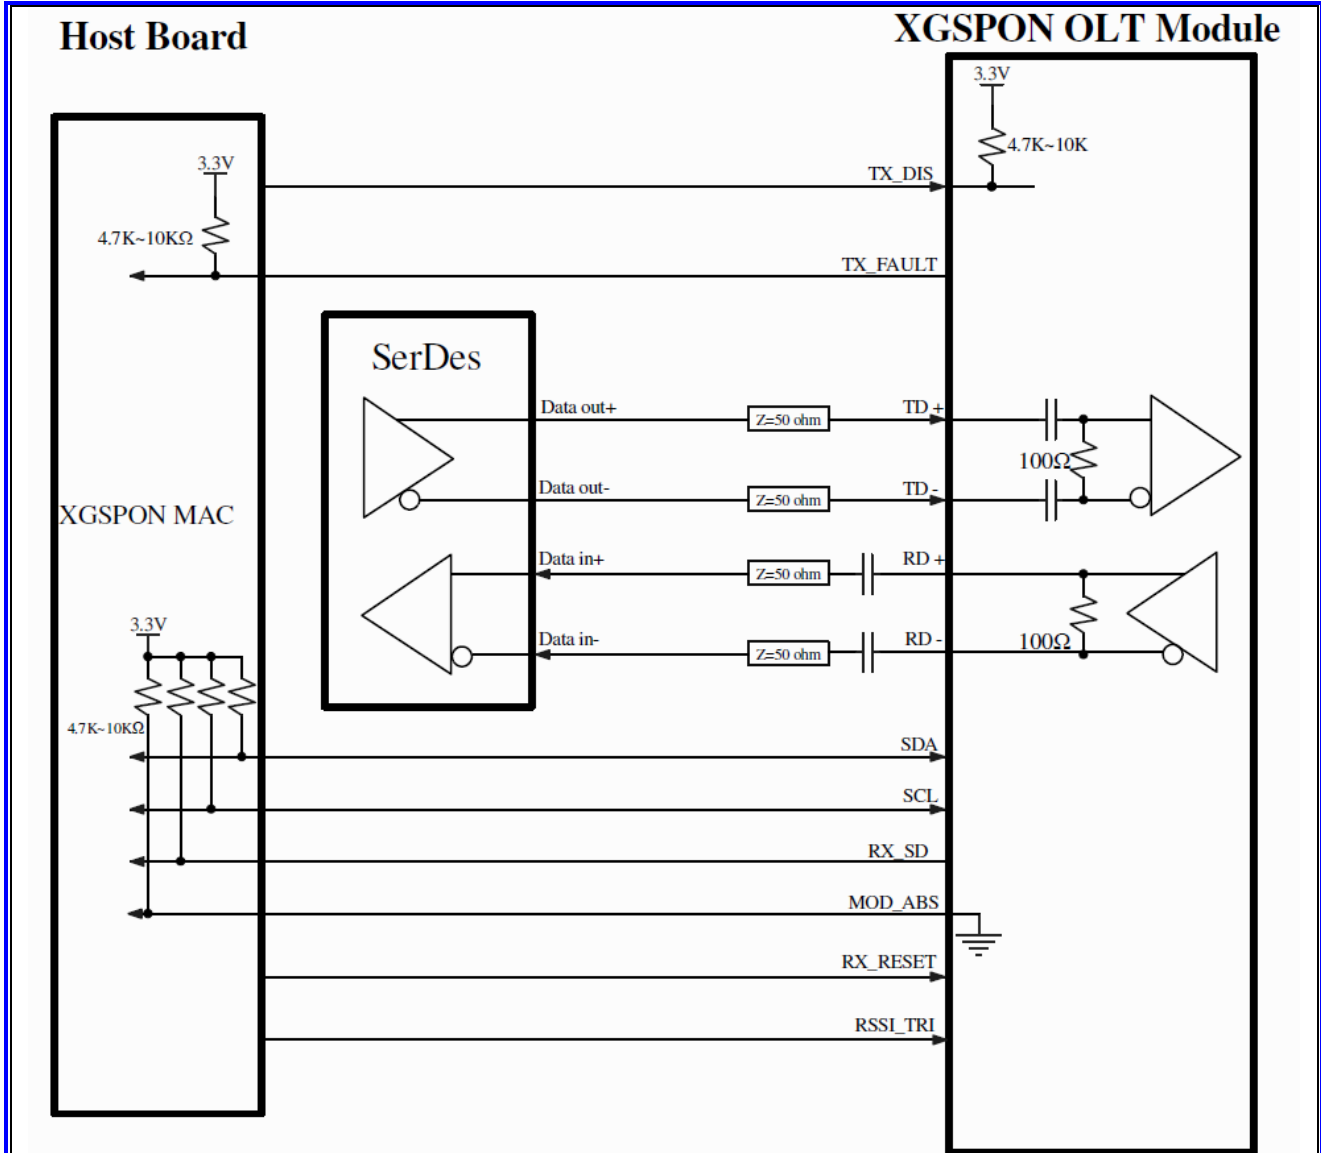 Host Board
XGSPON OLT Module
3.3V
4.7K~10K
TX_DIS
3.3V
4.7K~10KΩ
TX_FAULT
SerDes
Data out+
Z=50 ohm
TD +
100Ω
Data out-
Z=50 ohm
TD -
XGSPON MAC
Data in+
Z=50 ohm
RD +
Data in-
Z=50 ohm
RD -
100Ω
3.3V
4.7K~10KΩ
SDA
SCL
RX_SD
MOD_ABS
RX_RESET
RSSI_TRI